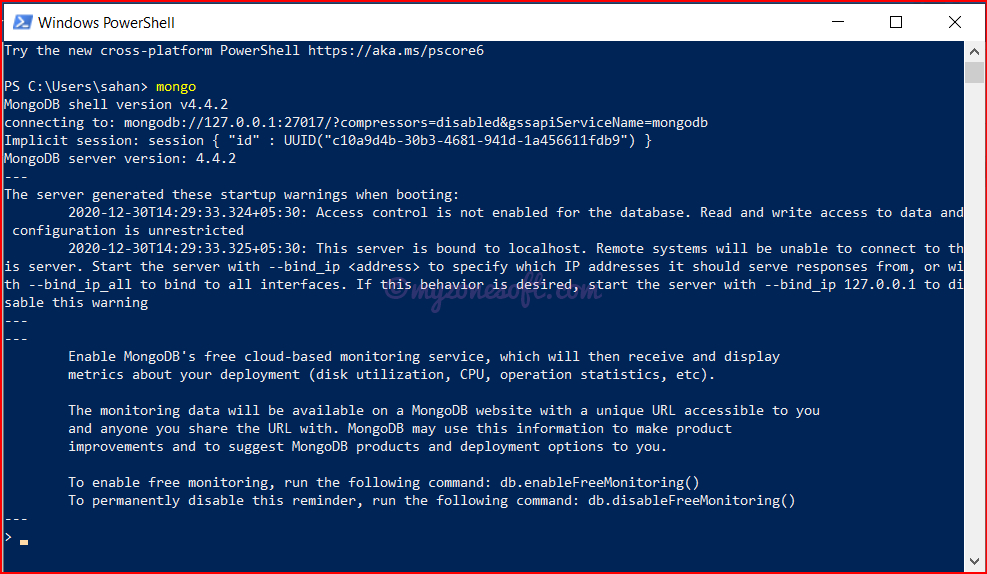 Windows PowerShell
Try the new cross-platform PowerShell https://aka.ms/pscore6
PS C:\Users\sahan> mongo
MongoDB shell version v4.4.2
connecting to: mongodb://127.0.0.1:27017/?compressors=disabled&gssapiServiceName=mongodb
Implicit session: session { "id" : UUID("c10a9d4b-30b3-4681-941d-1a456611fdb9") }
MongoDB server version: 4.4.2
---
The server generated these startup warnings when booting:
        2020-12-30T14:29:33.324+05:30: Access control is not enabled for the database. Read and write access to data and
 configuration is unrestricted
        2020-12-30T14:29:33.325+05:30: This server is bound to localhost. Remote systems will be unable to connect to th
is server. Start the server with --bind_ip <address> to specify which IP addresses it should serve responses from, or wi
th --bind_ip_all to bind to all interfaces. If this behavior is desired, start the server with --bind_ip 127.0.0.1 to di
©myzonesoft.com
sable this warning
---
---
        Enable MongoDB's free cloud-based monitoring service, which will then receive and display
        metrics about your deployment (disk utilization, CPU, operation statistics, etc).
        The monitoring data will be available on a MongoDB website with a unique URL accessible to you
        and anyone you share the URL with. MongoDB may use this information to make product
        improvements and to suggest MongoDB products and deployment options to you.
        To enable free monitoring, run the following command: db.enableFreeMonitoring()
        To permanently disable this reminder, run the following command: db.disableFreeMonitoring()
---
>